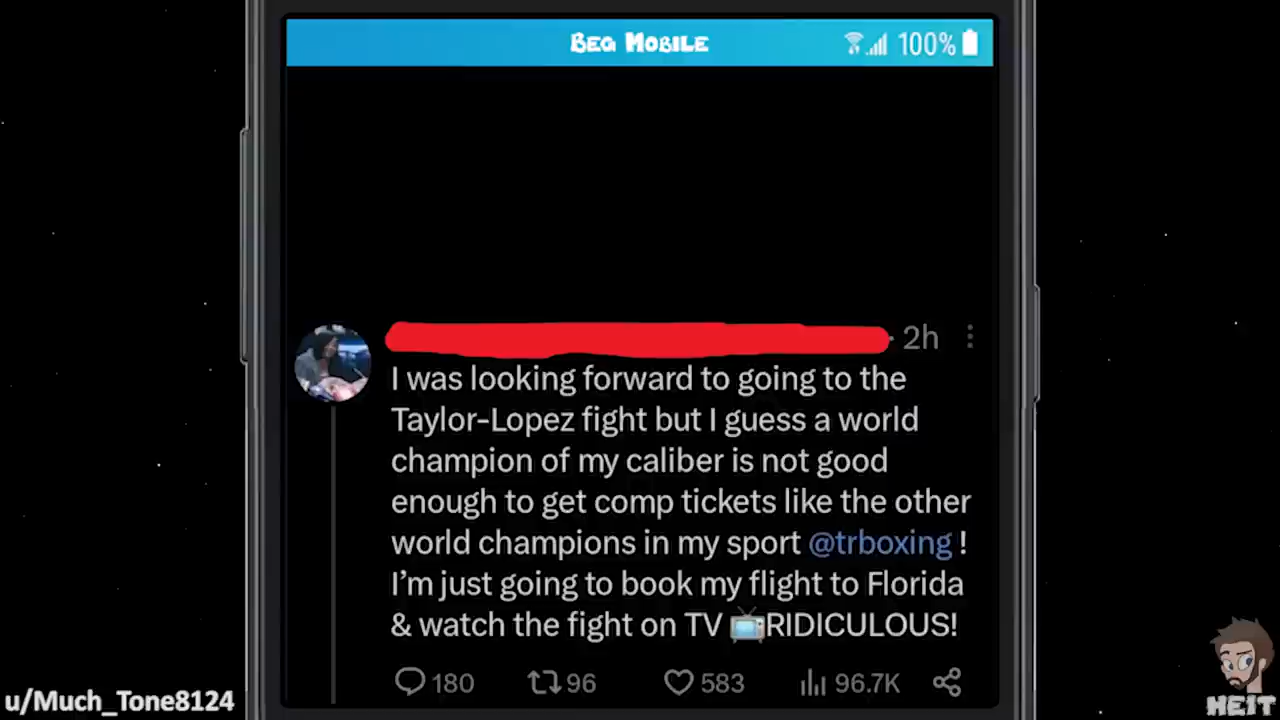 BEG MOBILE
100%
2h
I was looking forward to going to the
Taylor-Lopez fight but I guess a world
champion of my caliber is not good
enough to get comp tickets like the other
world champions in my sport @trboxing !
I'm just going to book my flight to Florida
& watch the fight on TV 📺RIDICULOUS!
180 96 583 96.7K
u/Much_Tone8124
HEIT